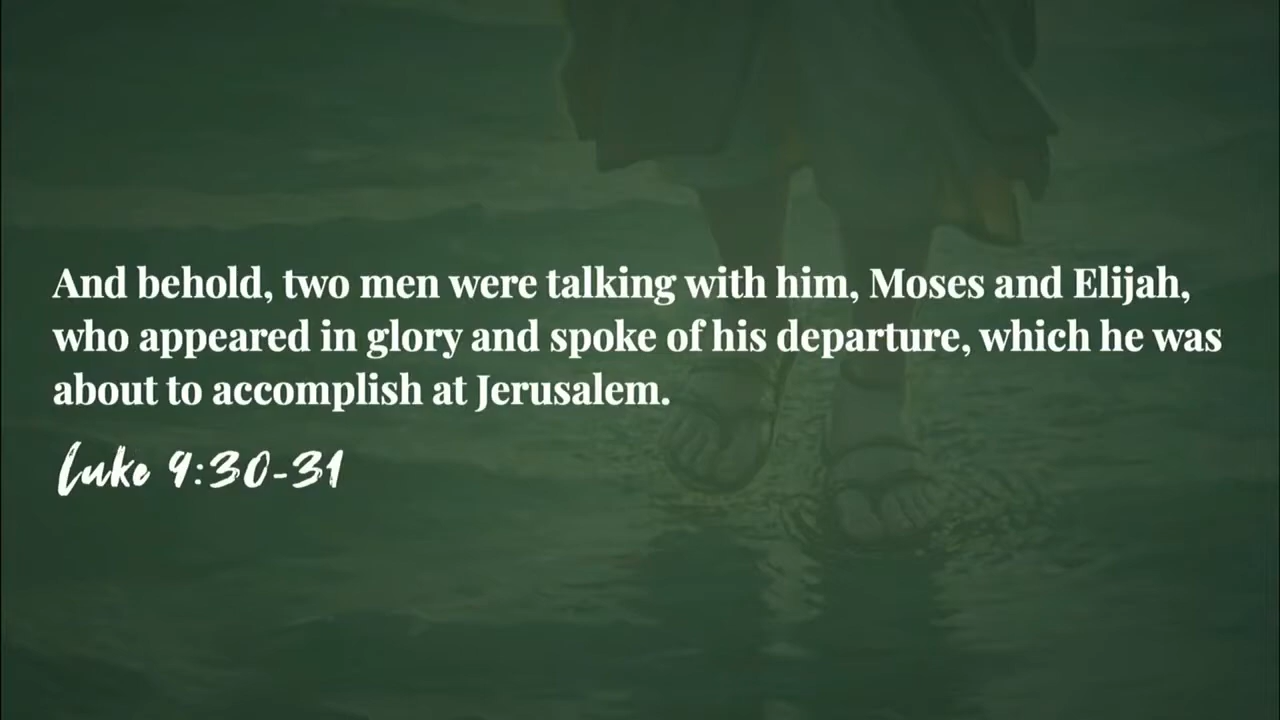 And behold, two men were talking with him, Moses and Elijah,
who appeared in glory and spoke of his departure, which he was
about to accomplish at Jerusalem.
Luke 9:30-31